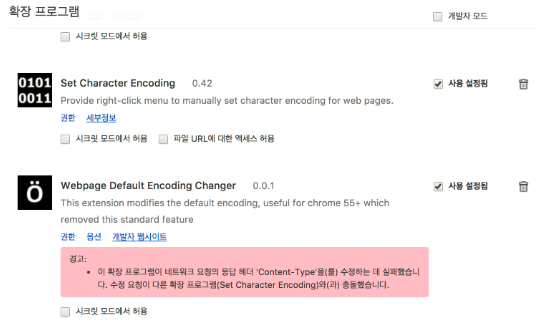 확장 프로그램
개발자 모드
시크릿 모드에서 허용
0101
0011
Set Character Encoding 0.42
사용 설정됨
Provide right-click menu to manually set character encoding for web pages.
권한 세부정보
시크릿 모드에서 허용 파일 URL에 대한 액세스 허용
Ö
Webpage Default Encoding Changer 0.0.1
사용 설정됨
This extension modifies the default encoding, useful for chrome 55+ which
removed this standard feature
권한 옵션 개발자 웹사이트
경고:
• 이 확장 프로그램이 네트워크 요청의 응답 헤더 'Content-Type'을(를) 수정하는 데 실패했습니
다. 수정 요청이 다른 확장 프로그램(Set Character Encoding)와(과) 충돌했습니다.
시크릿 모드에서 허용